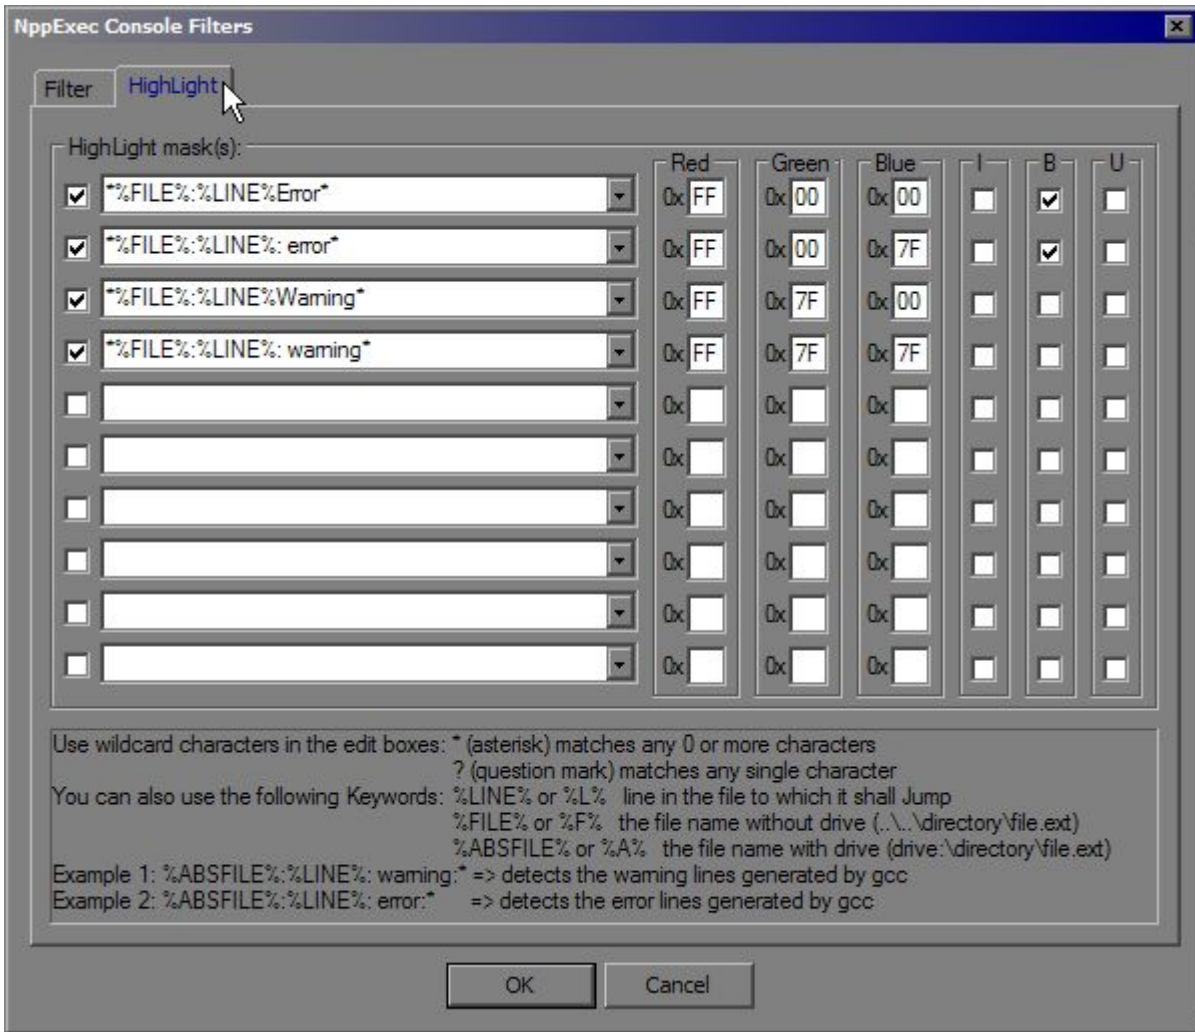 NppExec Console Filters
Filter HighLight
HighLight mask(s): Red Green Blue I B U
*%FILE%:%LINE%Error* 0x FF 0x 00 0x 00
*%FILE%:%LINE%: error* 0x FF 0x 00 0x 7F
*%FILE%:%LINE%Warning* 0x FF 0x 7F 0x 00
*%FILE%:%LINE%: warning* 0x FF 0x 7F 0x 7F
0x 0x 0x
0x 0x 0x
0x 0x 0x
0x 0x 0x
0x 0x 0x
0x 0x 0x
Use wildcard characters in the edit boxes: * (asterisk) matches any 0 or more characters
? (question mark) matches any single character
You can also use the following Keywords: %LINE% or %L% line in the file to which it shall Jump
%FILE% or %F% the file name without drive (..\..\directory\file.ext)
%ABSFILE% or %A% the file name with drive (drive:\directory\file.ext)
Example 1: %ABSFILE%:%LINE%: warning:* => detects the warning lines generated by gcc
Example 2: %ABSFILE%:%LINE%: error:* => detects the error lines generated by gcc
OK Cancel